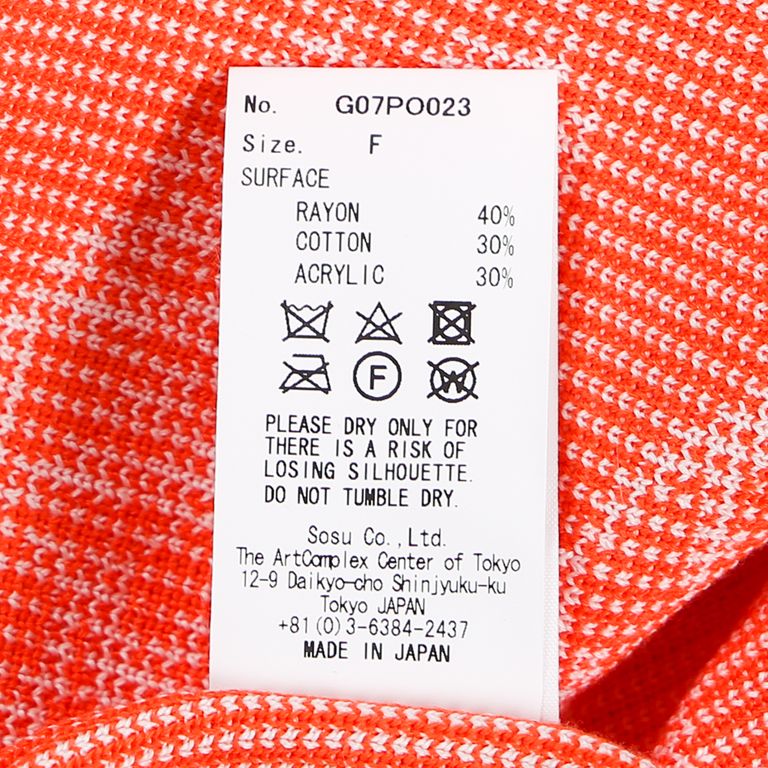 No. G07PO023
Size. F
SURFACE
RAYON 40%
COTTON 30%
ACRYLIC 30%
F W
PLEASE DRY ONLY FOR
THERE IS A RISK OF
LOSING SILHOUETTE.
DO NOT TUMBLE DRY.
Sosu Co.,Ltd.
The ArtComplex Center of Tokyo
12-9 Daikyo-cho Shinjyuku-ku
Tokyo JAPAN
+81(0)3-6384-2437
MADE IN JAPAN